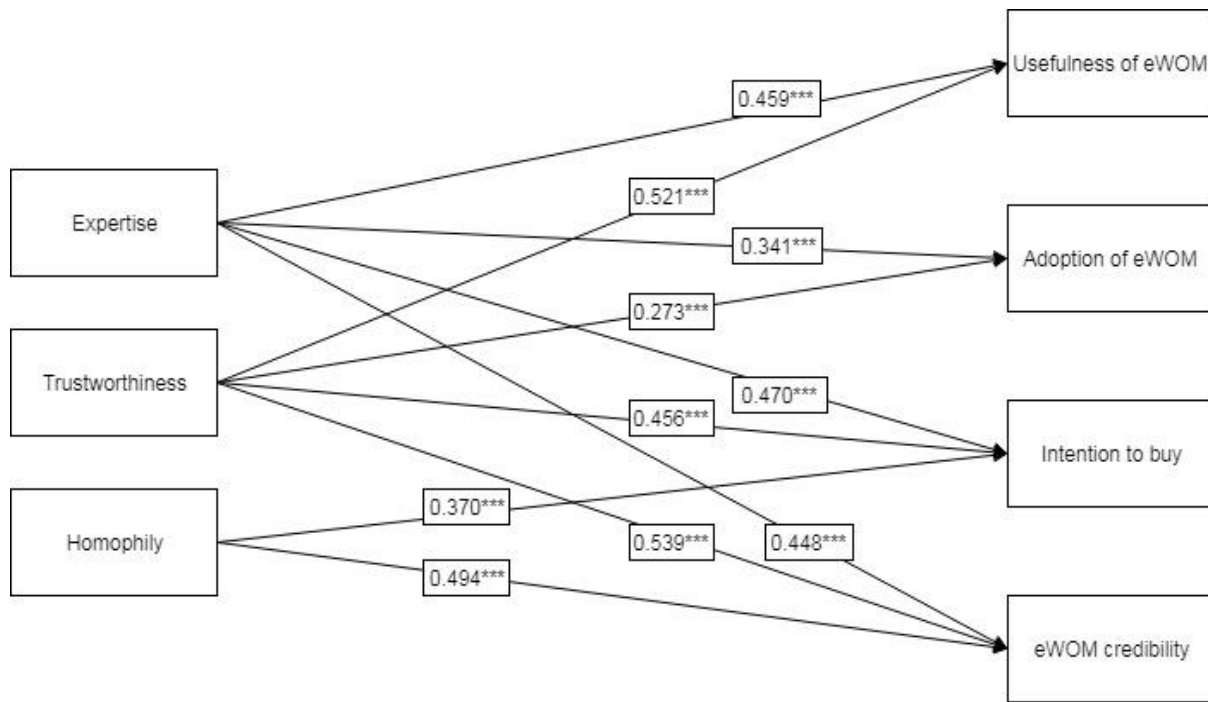 Usefulness of eWOM
0.459***
0.521***
Expertise
0.341***
Adoption of eWOM
0.273***
Trustworthiness
0.470***
0.456***
Intention to buy
0.370***
Homophily
0.539***
0.448***
0.494***
eWOM credibility